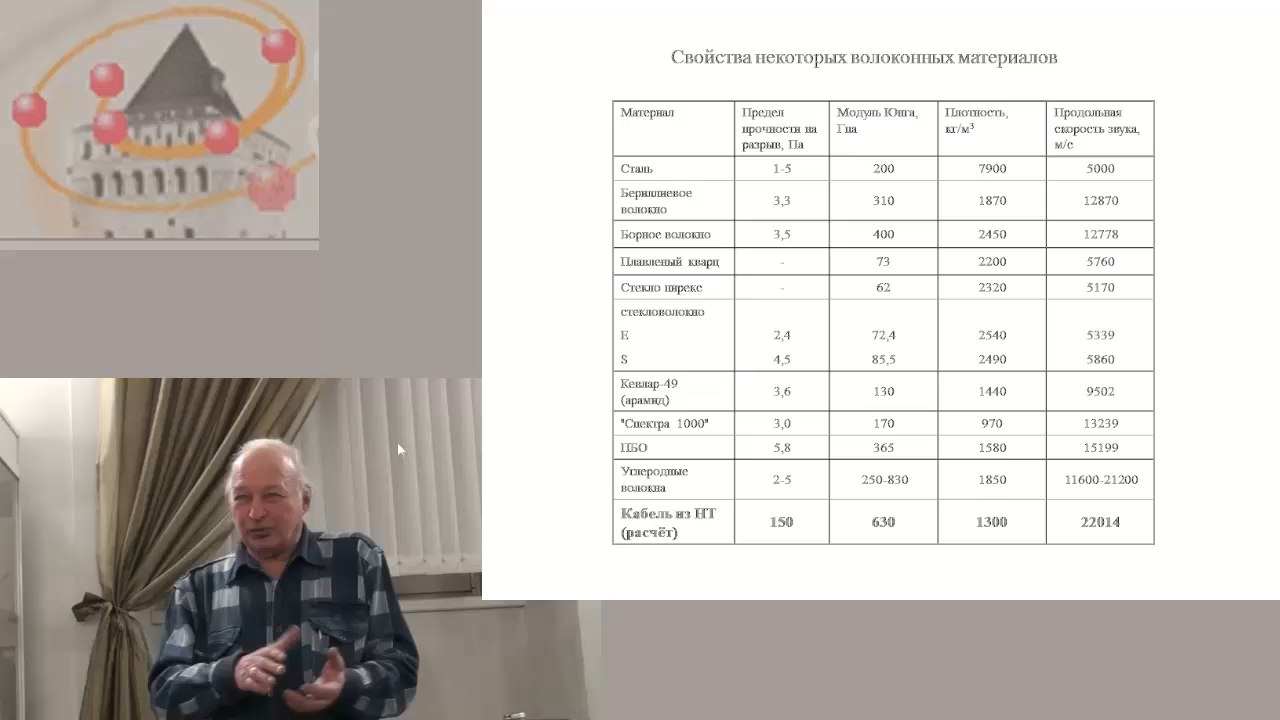 Свойства некоторых волоконных материалов
Материал
Предел прочности на разрыв, Па
Модуль Юнга, Гпа
Плотность, кг/м³
Продольная скорость звука, м/с
Сталь 1-5 200 7900 5000
Бериллиевое волокно 3,3 310 1870 12870
Борное волокно 3,5 400 2450 12778
Плавленый кварц - 73 2200 5760
Стекло пирекс - 62 2320 5170
стекловолокно
E 2,4 72,4 2540 5339
S 4,5 85,5 2490 5860
Кевлар-49 (арамид) 3,6 130 1440 9502
"Спектра 1000" 3,0 170 970 13239
ПБО 5,8 365 1580 15199
Углеродные волокна 2-5 250-830 1850 11600-21200
Кабель из НТ (расчёт) 150 630 1300 22014